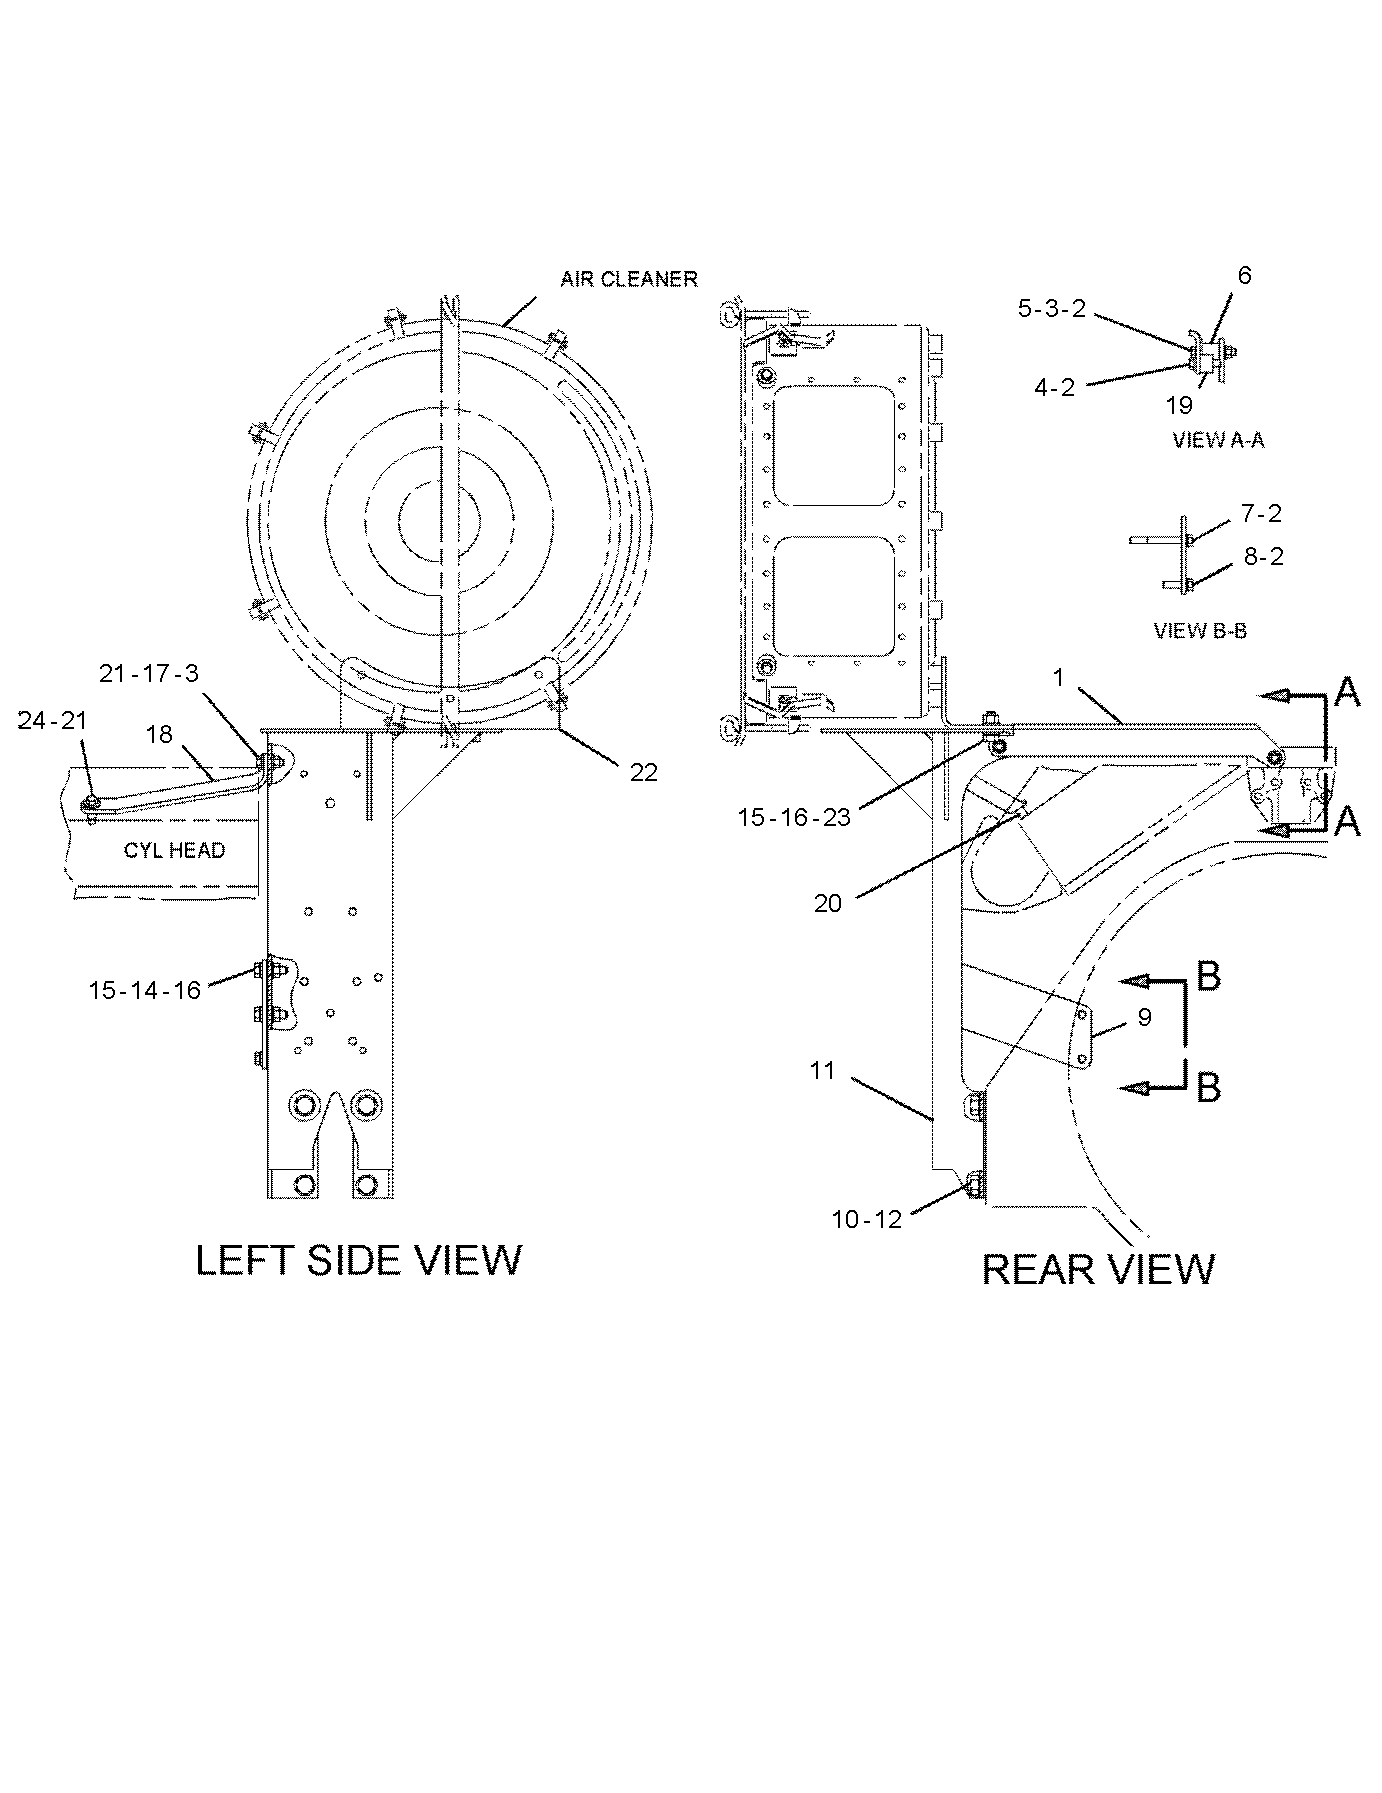 AIR CLEANER
6
5-3-2
4-2
19
VIEW A-A
7-2
8-2
VIEW B-B
21-17-3
24-21
18
1
A
22
15-16-23
A
CYL HEAD
20
15-14-16
B
9
11
B
10-12
LEFT SIDE VIEW
REAR VIEW